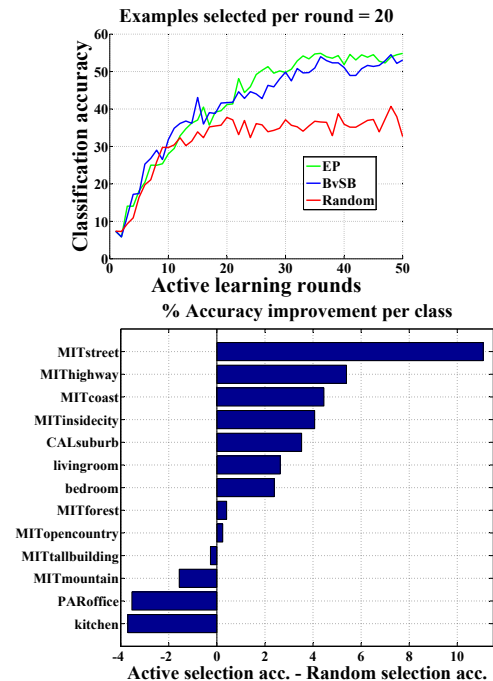 Examples selected per round = 20
Classification accuracy
60
50
40
30
20
10
0
EP
BvSB
Random
0 10 20 30 40 50
Active learning rounds
% Accuracy improvement per class
MITstreet
MIThighway
MITcoast
MITinsidecity
CALsuburb
livingroom
bedroom
MITforest
MITopencountry
MITtallbuilding
MITmountain
PARoffice
kitchen
-4 -2 0 2 4 6 8 10
Active selection acc. - Random selection acc.